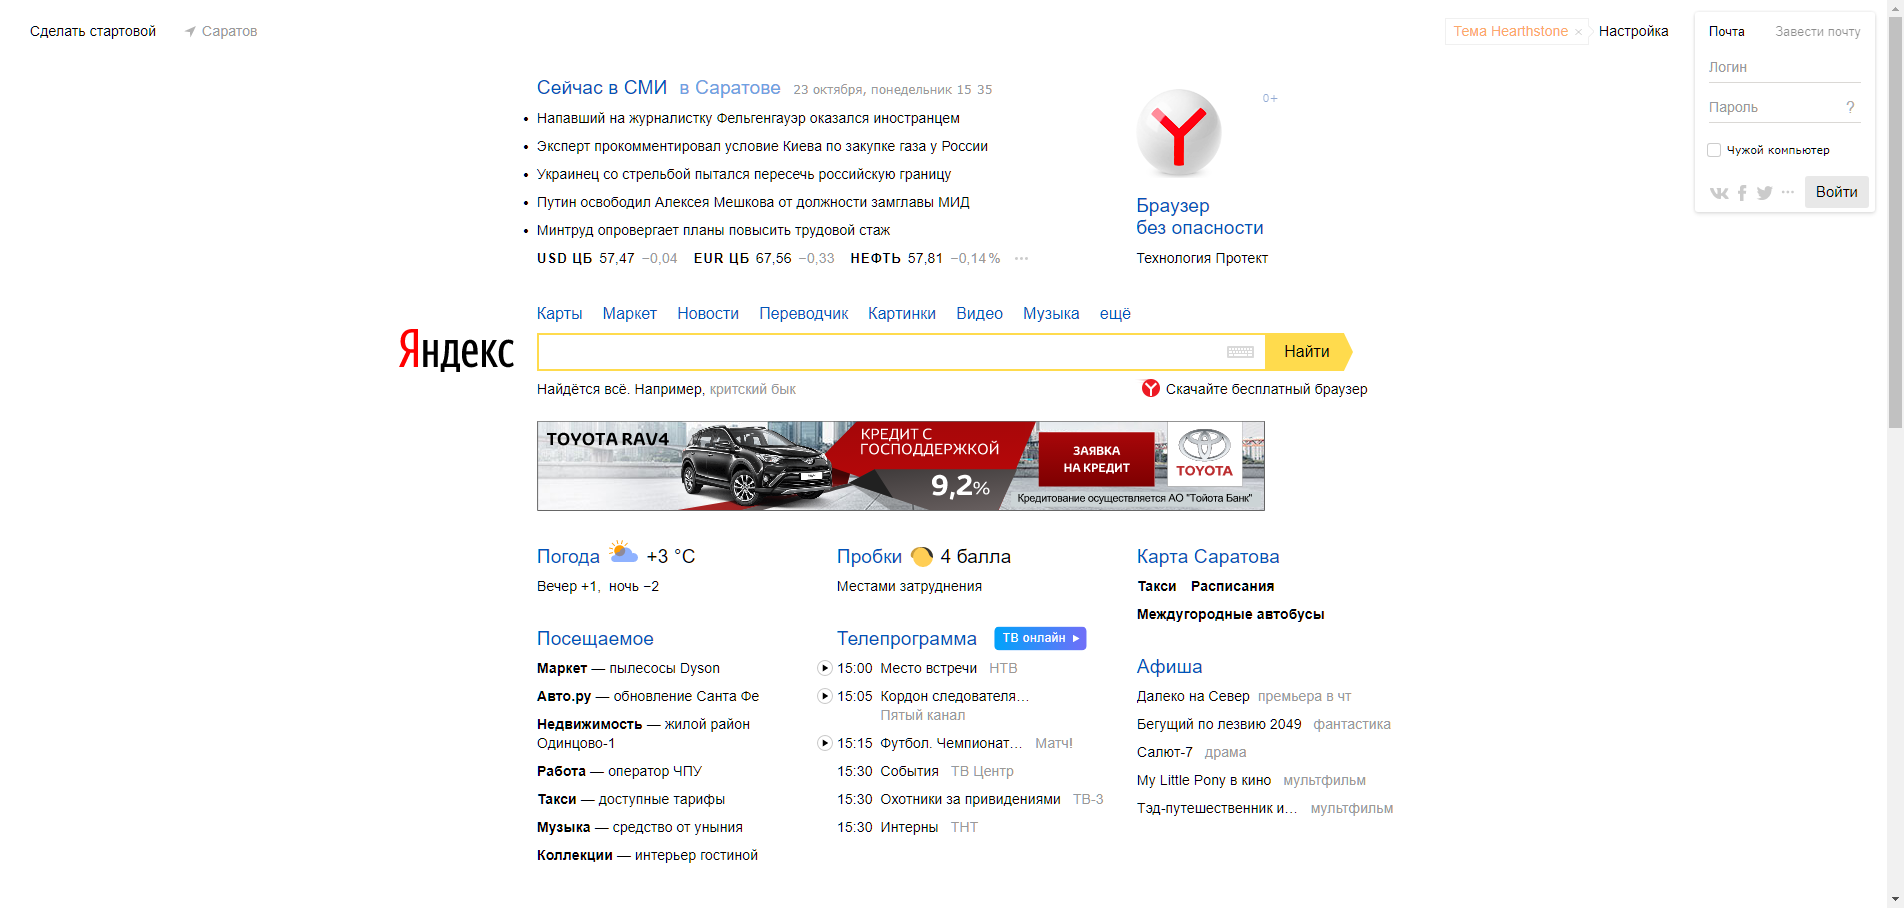 Сделать стартовой Саратов
Тема Hearthstone × Настройка
Почта Завести почту
Логин
Пароль ?
Чужой компьютер
Войти
Сейчас в СМИ в Саратове 23 октября, понедельник 15 35
Напавший на журналистку Фельгенгауэр оказался иностранцем
Эксперт прокомментировал условие Киева по закупке газа у России
Украинец со стрельбой пытался пересечь российскую границу
Путин освободил Алексея Мешкова от должности замглавы МИД
Минтруд опровергает планы повысить трудовой стаж
USD ЦБ 57,47 −0,04 EUR ЦБ 67,56 −0,33 НЕФТЬ 57,81 −0,14% ···
0+
Браузер
без опасности
Технология Протект
Карты Маркет Новости Переводчик Картинки Видео Музыка ещё
Яндекс
Найти
Найдётся всё. Например, критский бык
Скачайте бесплатный браузер
TOYOTA RAV4
КРЕДИТ С
ГОСПОДДЕРЖКОЙ
9,2%
ЗАЯВКА
НА КРЕДИТ
TOYOTA
Кредитование осуществляется АО "Тойота Банк"
Погода +3 °C
Вечер +1, ночь −2
Пробки 4 балла
Местами затруднения
Карта Саратова
Такси Расписания
Междугородные автобусы
Посещаемое
Маркет — пылесосы Dyson
Авто.ру — обновление Санта Фе
Недвижимость — жилой район
Одинцово-1
Работа — оператор ЧПУ
Такси — доступные тарифы
Музыка — средство от уныния
Коллекции — интерьер гостиной
Телепрограмма ТВ онлайн
15:00 Место встречи НТВ
15:05 Кордон следователя…
Пятый канал
15:15 Футбол. Чемпионат… Матч!
15:30 События ТВ Центр
15:30 Охотники за привидениями ТВ-3
15:30 Интерны ТНТ
Афиша
Далеко на Север премьера в чт
Бегущий по лезвию 2049 фантастика
Салют-7 драма
My Little Pony в кино мультфильм
Тэд-путешественник и… мультфильм